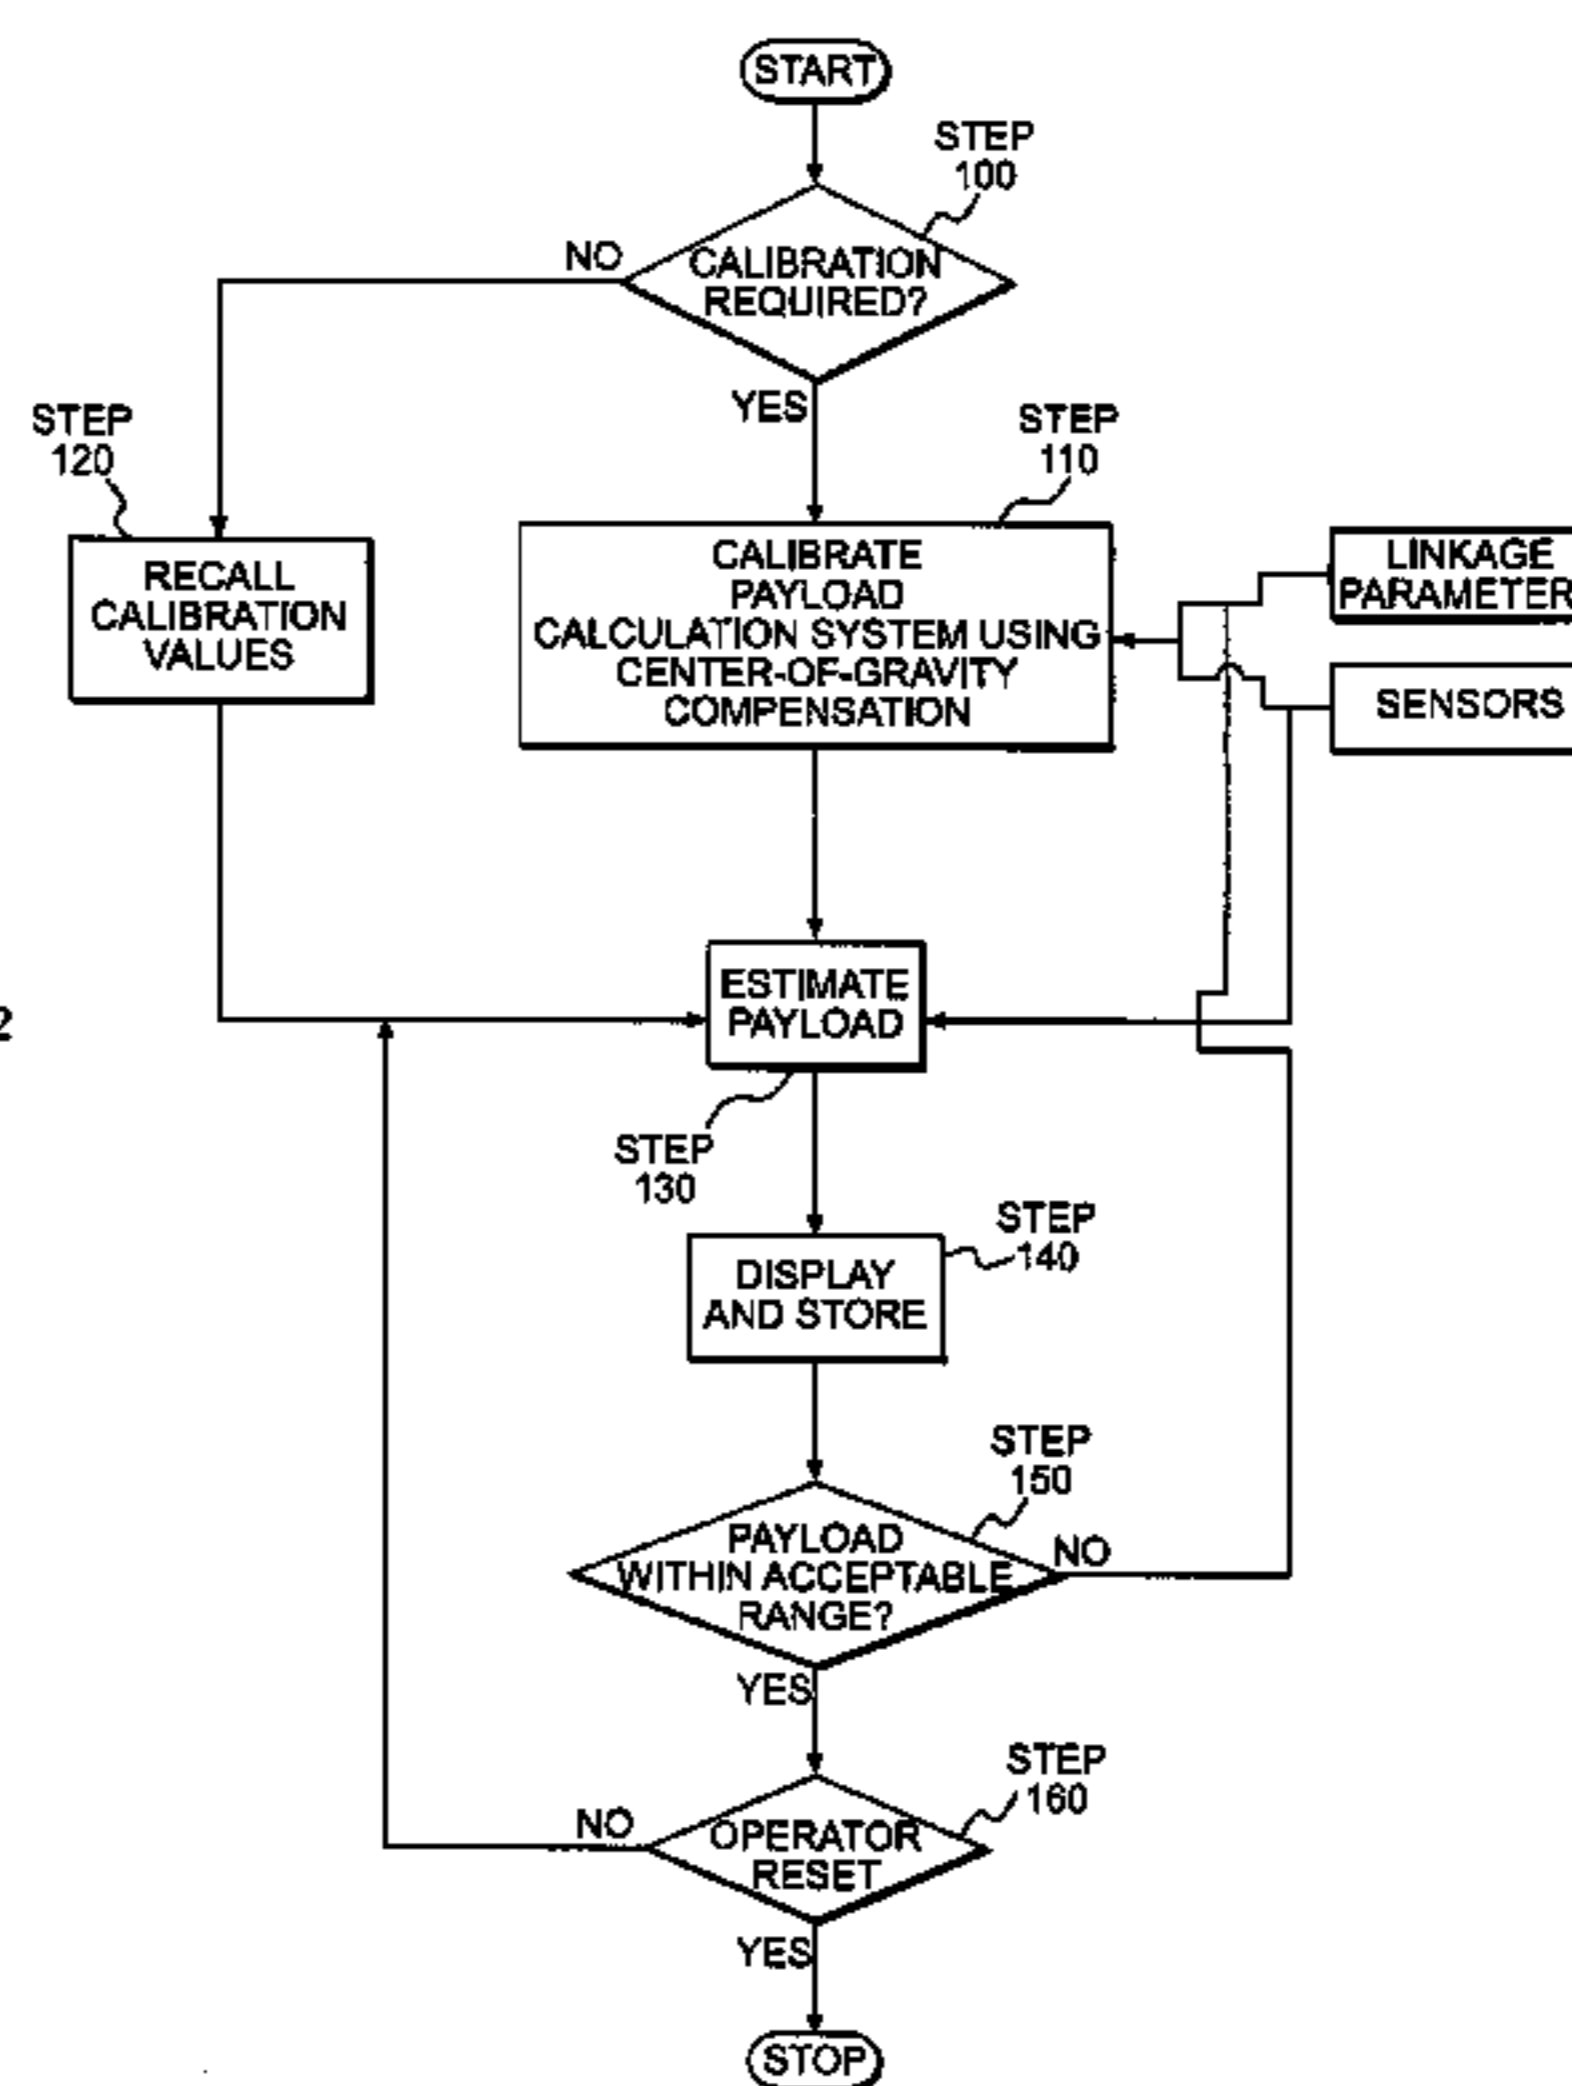 START
STEP
100
NO
CALIBRATION
REQUIRED?
YES
STEP
120
STEP
110
RECALL
CALIBRATION
VALUES
CALIBRATE
PAYLOAD
CALCULATION SYSTEM USING
CENTER-OF-GRAVITY
COMPENSATION
LINKAGE
PARAMETER
SENSORS
2
ESTIMATE
PAYLOAD
STEP
130
STEP
140
DISPLAY
AND STORE
STEP
150
PAYLOAD
WITHIN ACCEPTABLE
RANGE?
NO
YES
STEP
160
NO
OPERATOR
RESET
YES
STOP